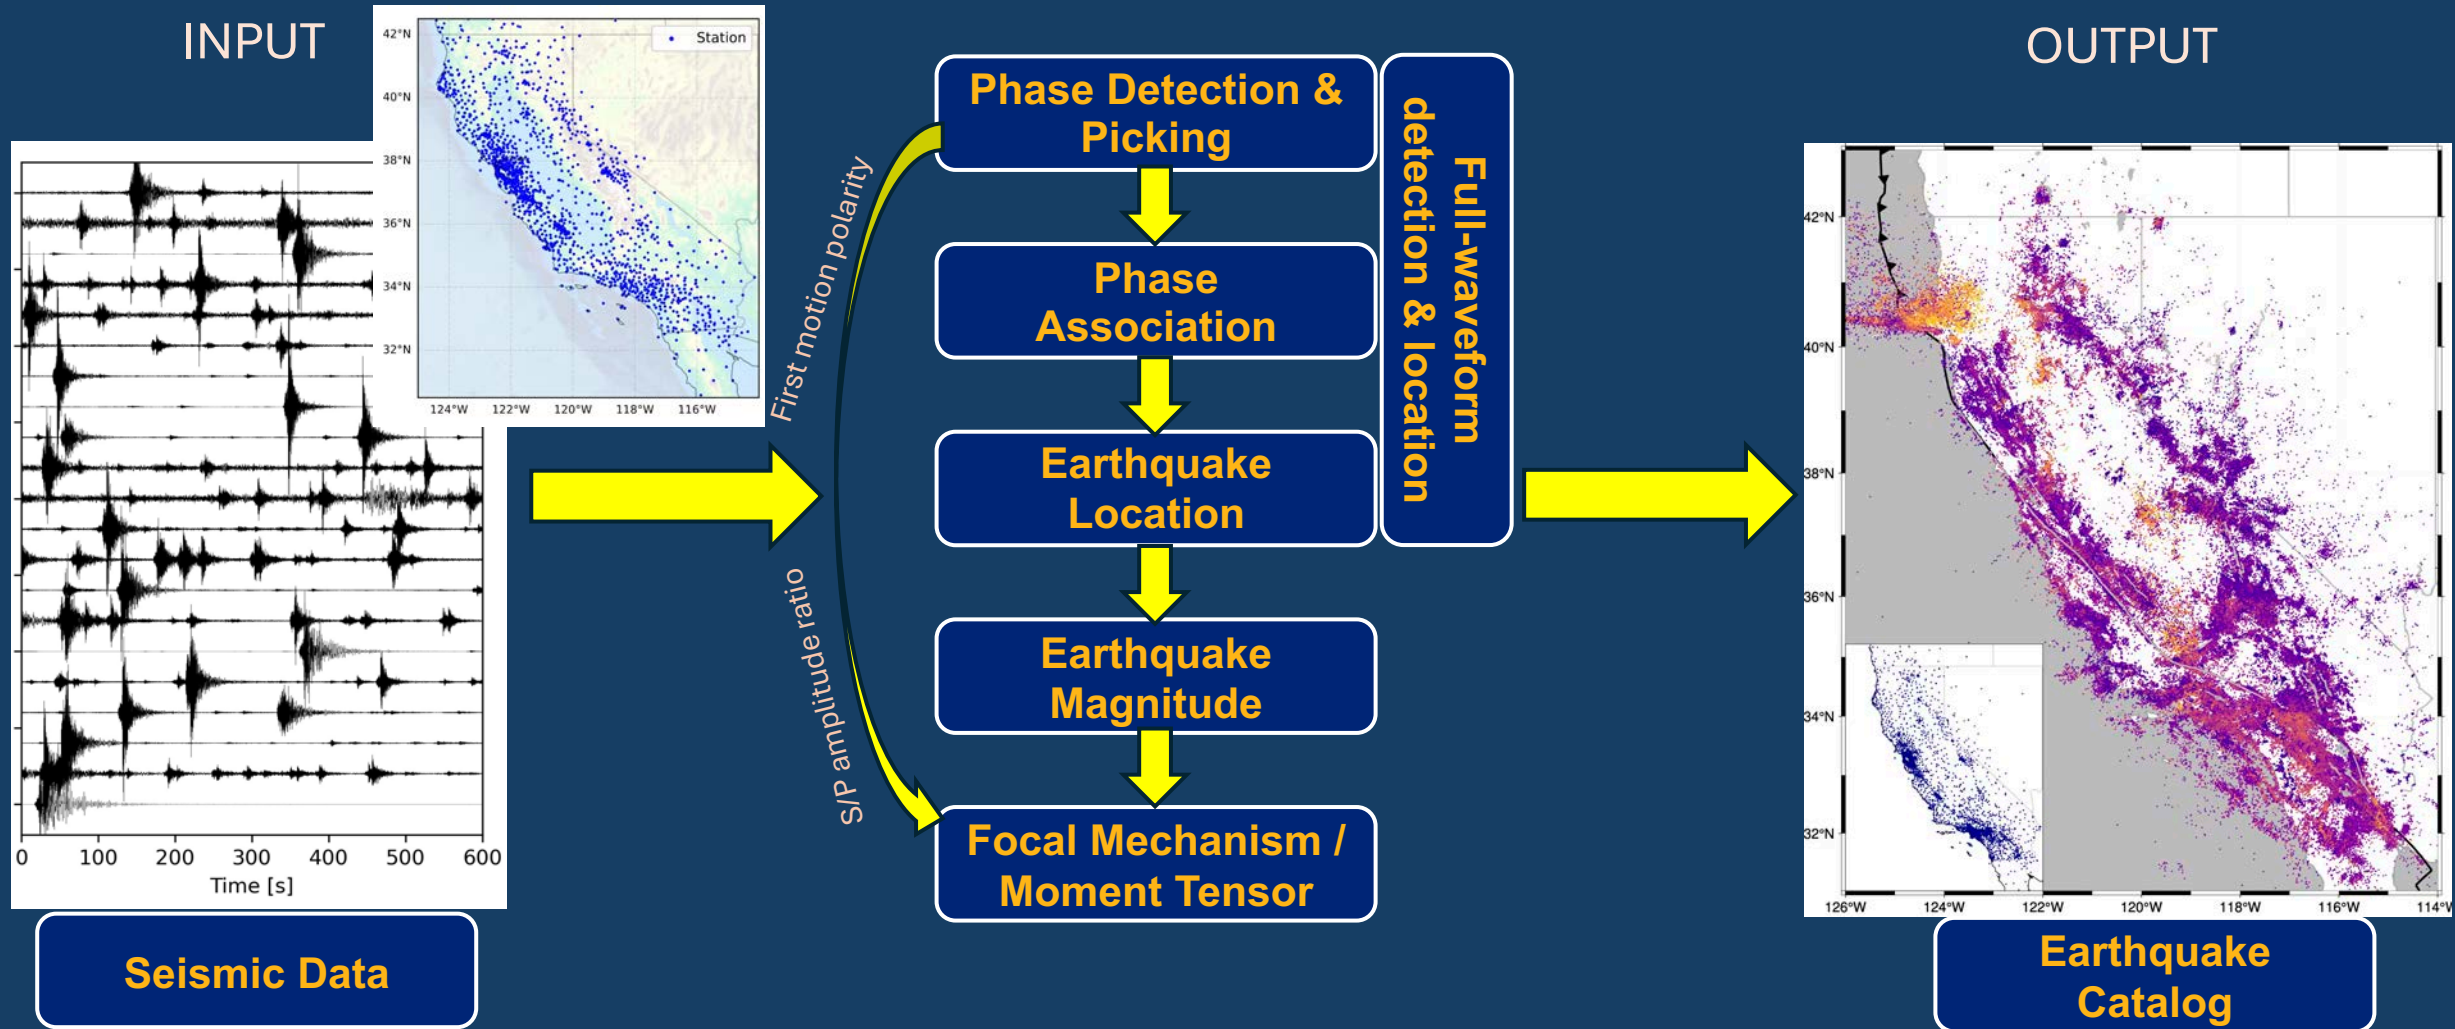 INPUT
Station
42°N
40°N
38°N
36°N
34°N
32°N
124°W 122°W 120°W 118°W 116°W
0 100 200 300 400 500 600
Time [s]
Seismic Data
First motion polarity
S/P amplitude ratio
Phase Detection &
Picking
Phase
Association
Earthquake
Location
Earthquake
Magnitude
Focal Mechanism /
Moment Tensor
Full-waveform
detection & location
OUTPUT
42°N
40°N
38°N
36°N
34°N
32°N
126°W 124°W 122°W 120°W 118°W 116°W 114°W
Earthquake
Catalog